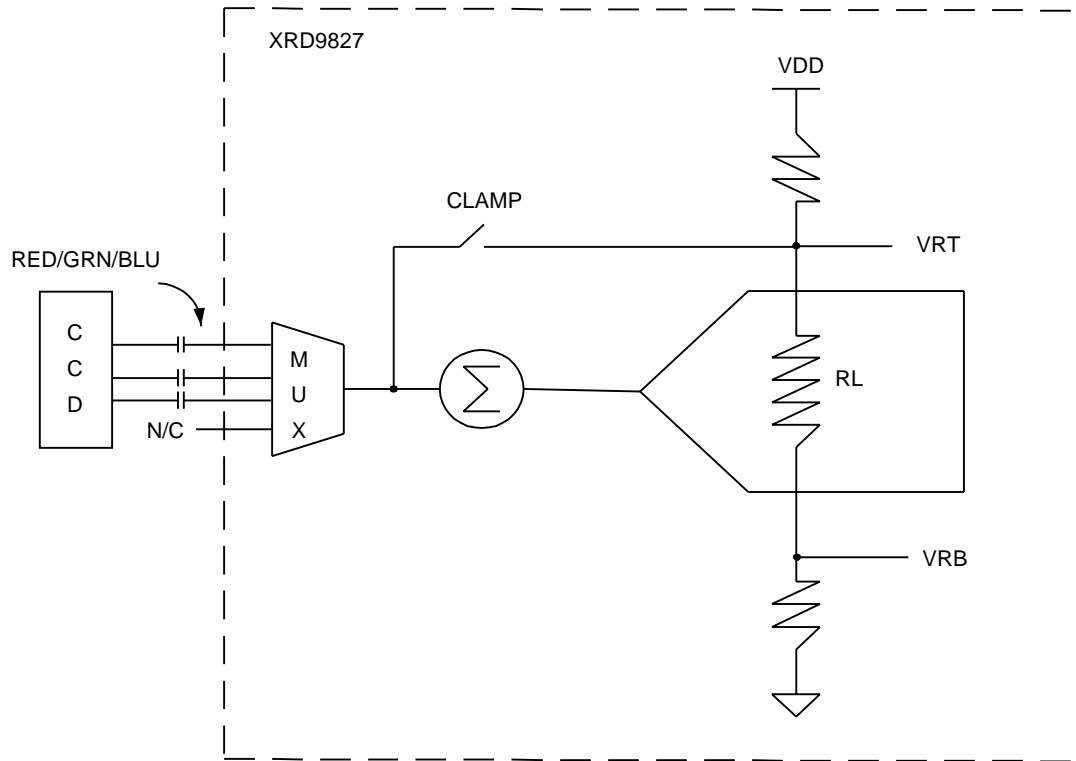 XRD9827
VDD
CLAMP
VRT
RED/GRN/BLU
C
C
D
M
U
X
N/C
Σ
RL
VRB